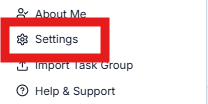 About Me
Settings
Import Task Group
Help & Support